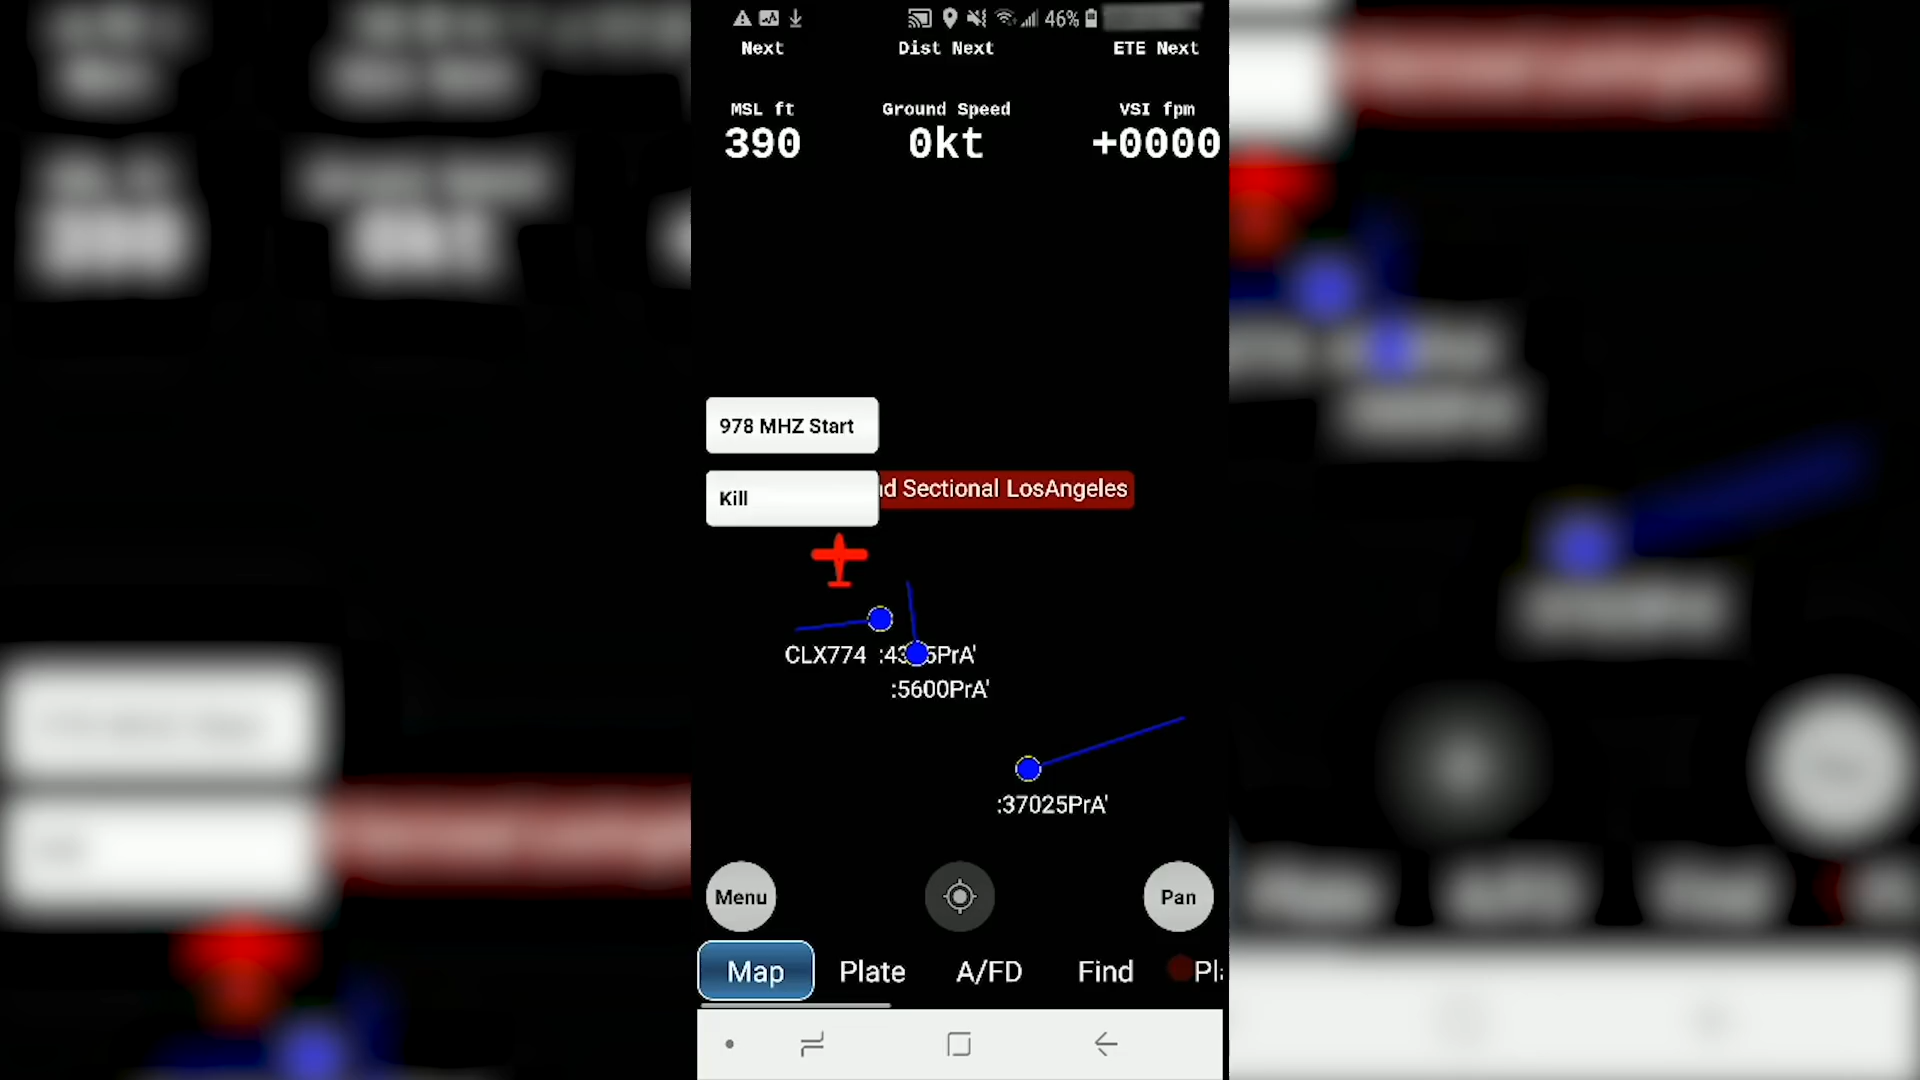 46%
Next Dist Next ETE Next
MSL ft Ground Speed VSI fpm
390 0kt +0000
978 MHZ Start
Kill
Sectional LosAngeles
CLX774
:5600PrA'
:37025PrA'
Menu Pan
Map Plate A/FD Find